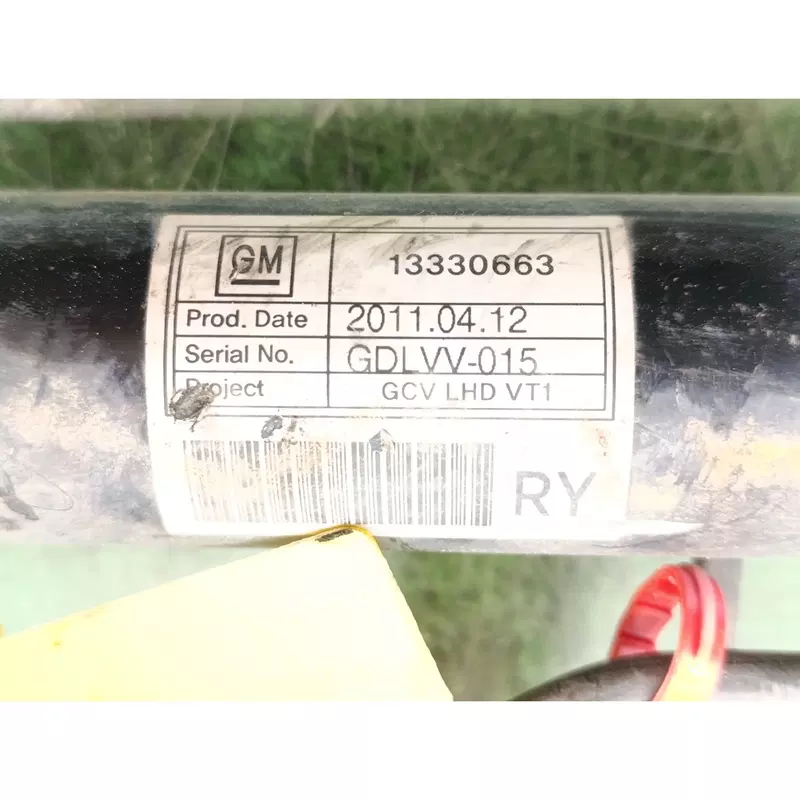 GM 13330663
Prod. Date 2011.04.12
Serial No. GDLVV-015
Project GCV LHD VT1
RY